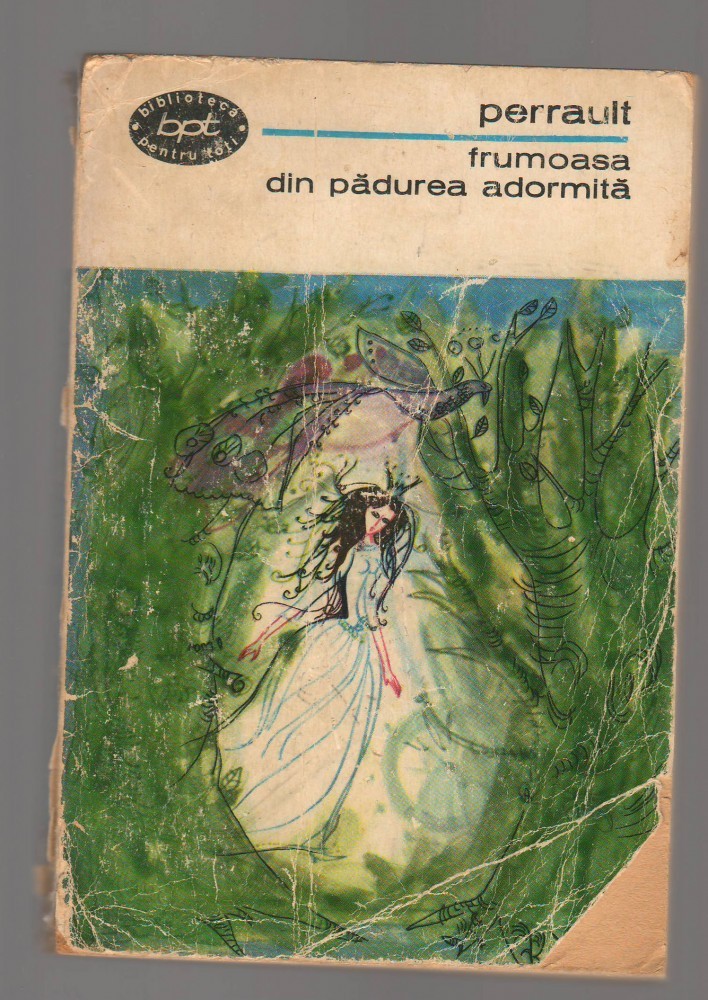 biblioteca
bpt
pentru toți
perrault
frumoasa
din pădurea adormită